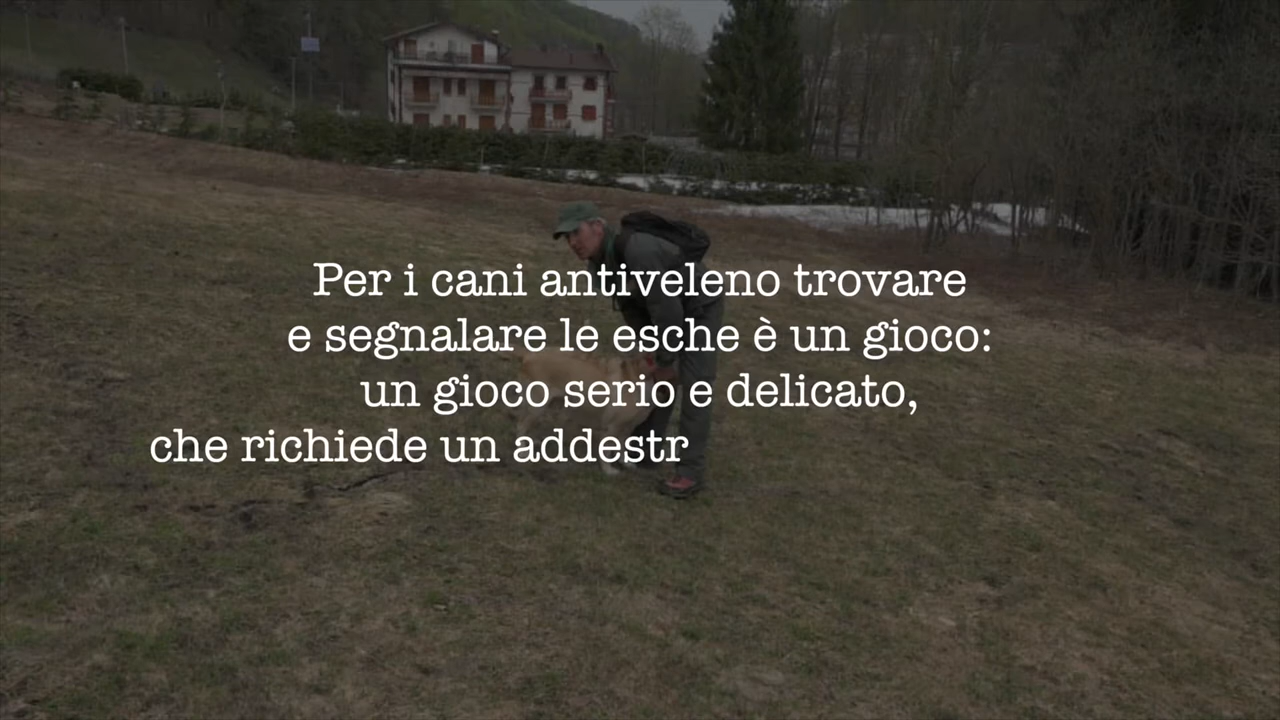 Per i cani antiveleno trovare
e segnalare le esche è un gioco:
un gioco serio e delicato,
che richiede un addestr